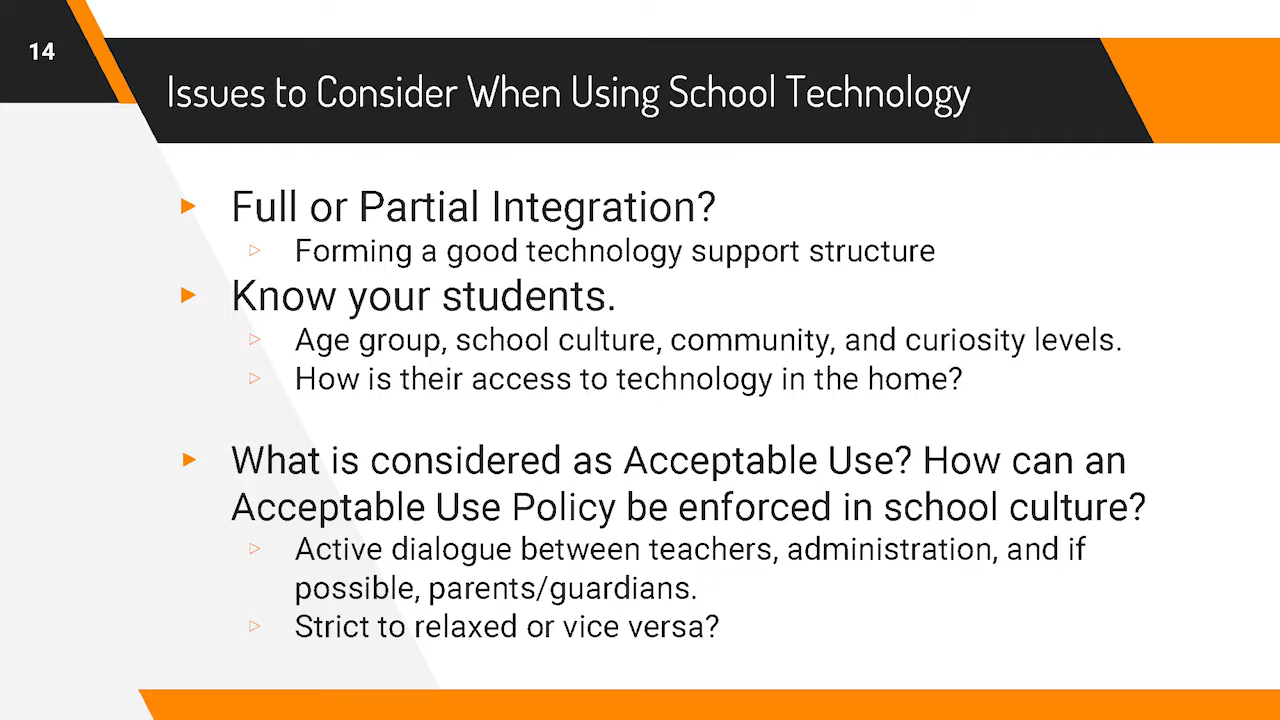 14
Issues to Consider When Using School Technology
Full or Partial Integration?
Forming a good technology support structure
Know your students.
Age group, school culture, community, and curiosity levels.
How is their access to technology in the home?
What is considered as Acceptable Use? How can an
Acceptable Use Policy be enforced in school culture?
Active dialogue between teachers, administration, and if
possible, parents/guardians.
Strict to relaxed or vice versa?